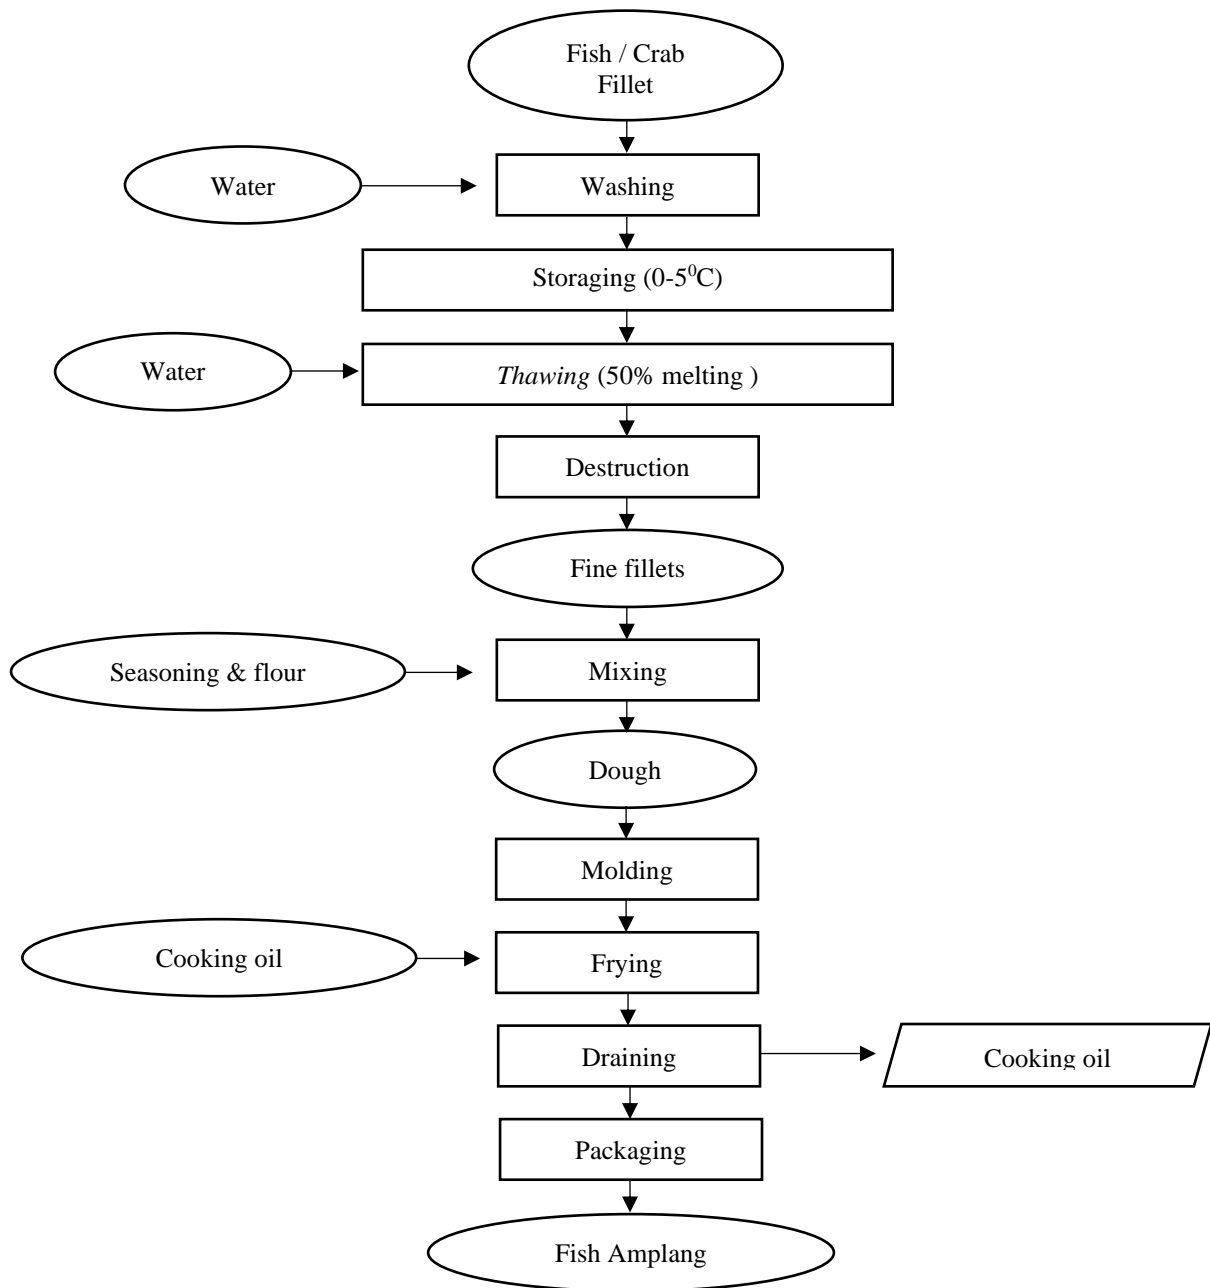 Fish / Crab
Fillet
Water
Washing
Storaging (0-5⁰C)
Water
Thawing (50% melting )
Destruction
Fine fillets
Seasoning & flour
Mixing
Dough
Molding
Cooking oil
Frying
Draining
Cooking oil
Packaging
Fish Amplang